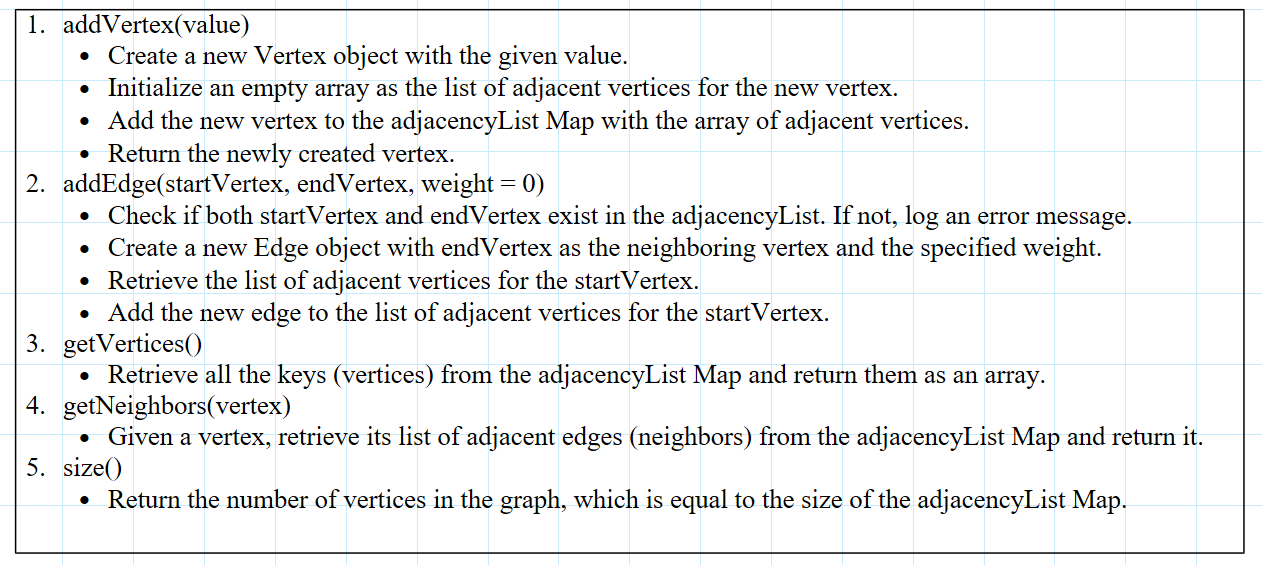 1. addVertex(value)
• Create a new Vertex object with the given value.
• Initialize an empty array as the list of adjacent vertices for the new vertex.
• Add the new vertex to the adjacencyList Map with the array of adjacent vertices.
• Return the newly created vertex.
2. addEdge(startVertex, endVertex, weight = 0)
• Check if both startVertex and endVertex exist in the adjacencyList. If not, log an error message.
• Create a new Edge object with endVertex as the neighboring vertex and the specified weight.
• Retrieve the list of adjacent vertices for the startVertex.
• Add the new edge to the list of adjacent vertices for the startVertex.
3. getVertices()
• Retrieve all the keys (vertices) from the adjacencyList Map and return them as an array.
4. getNeighbors(vertex)
• Given a vertex, retrieve its list of adjacent edges (neighbors) from the adjacencyList Map and return it.
5. size()
• Return the number of vertices in the graph, which is equal to the size of the adjacencyList Map.